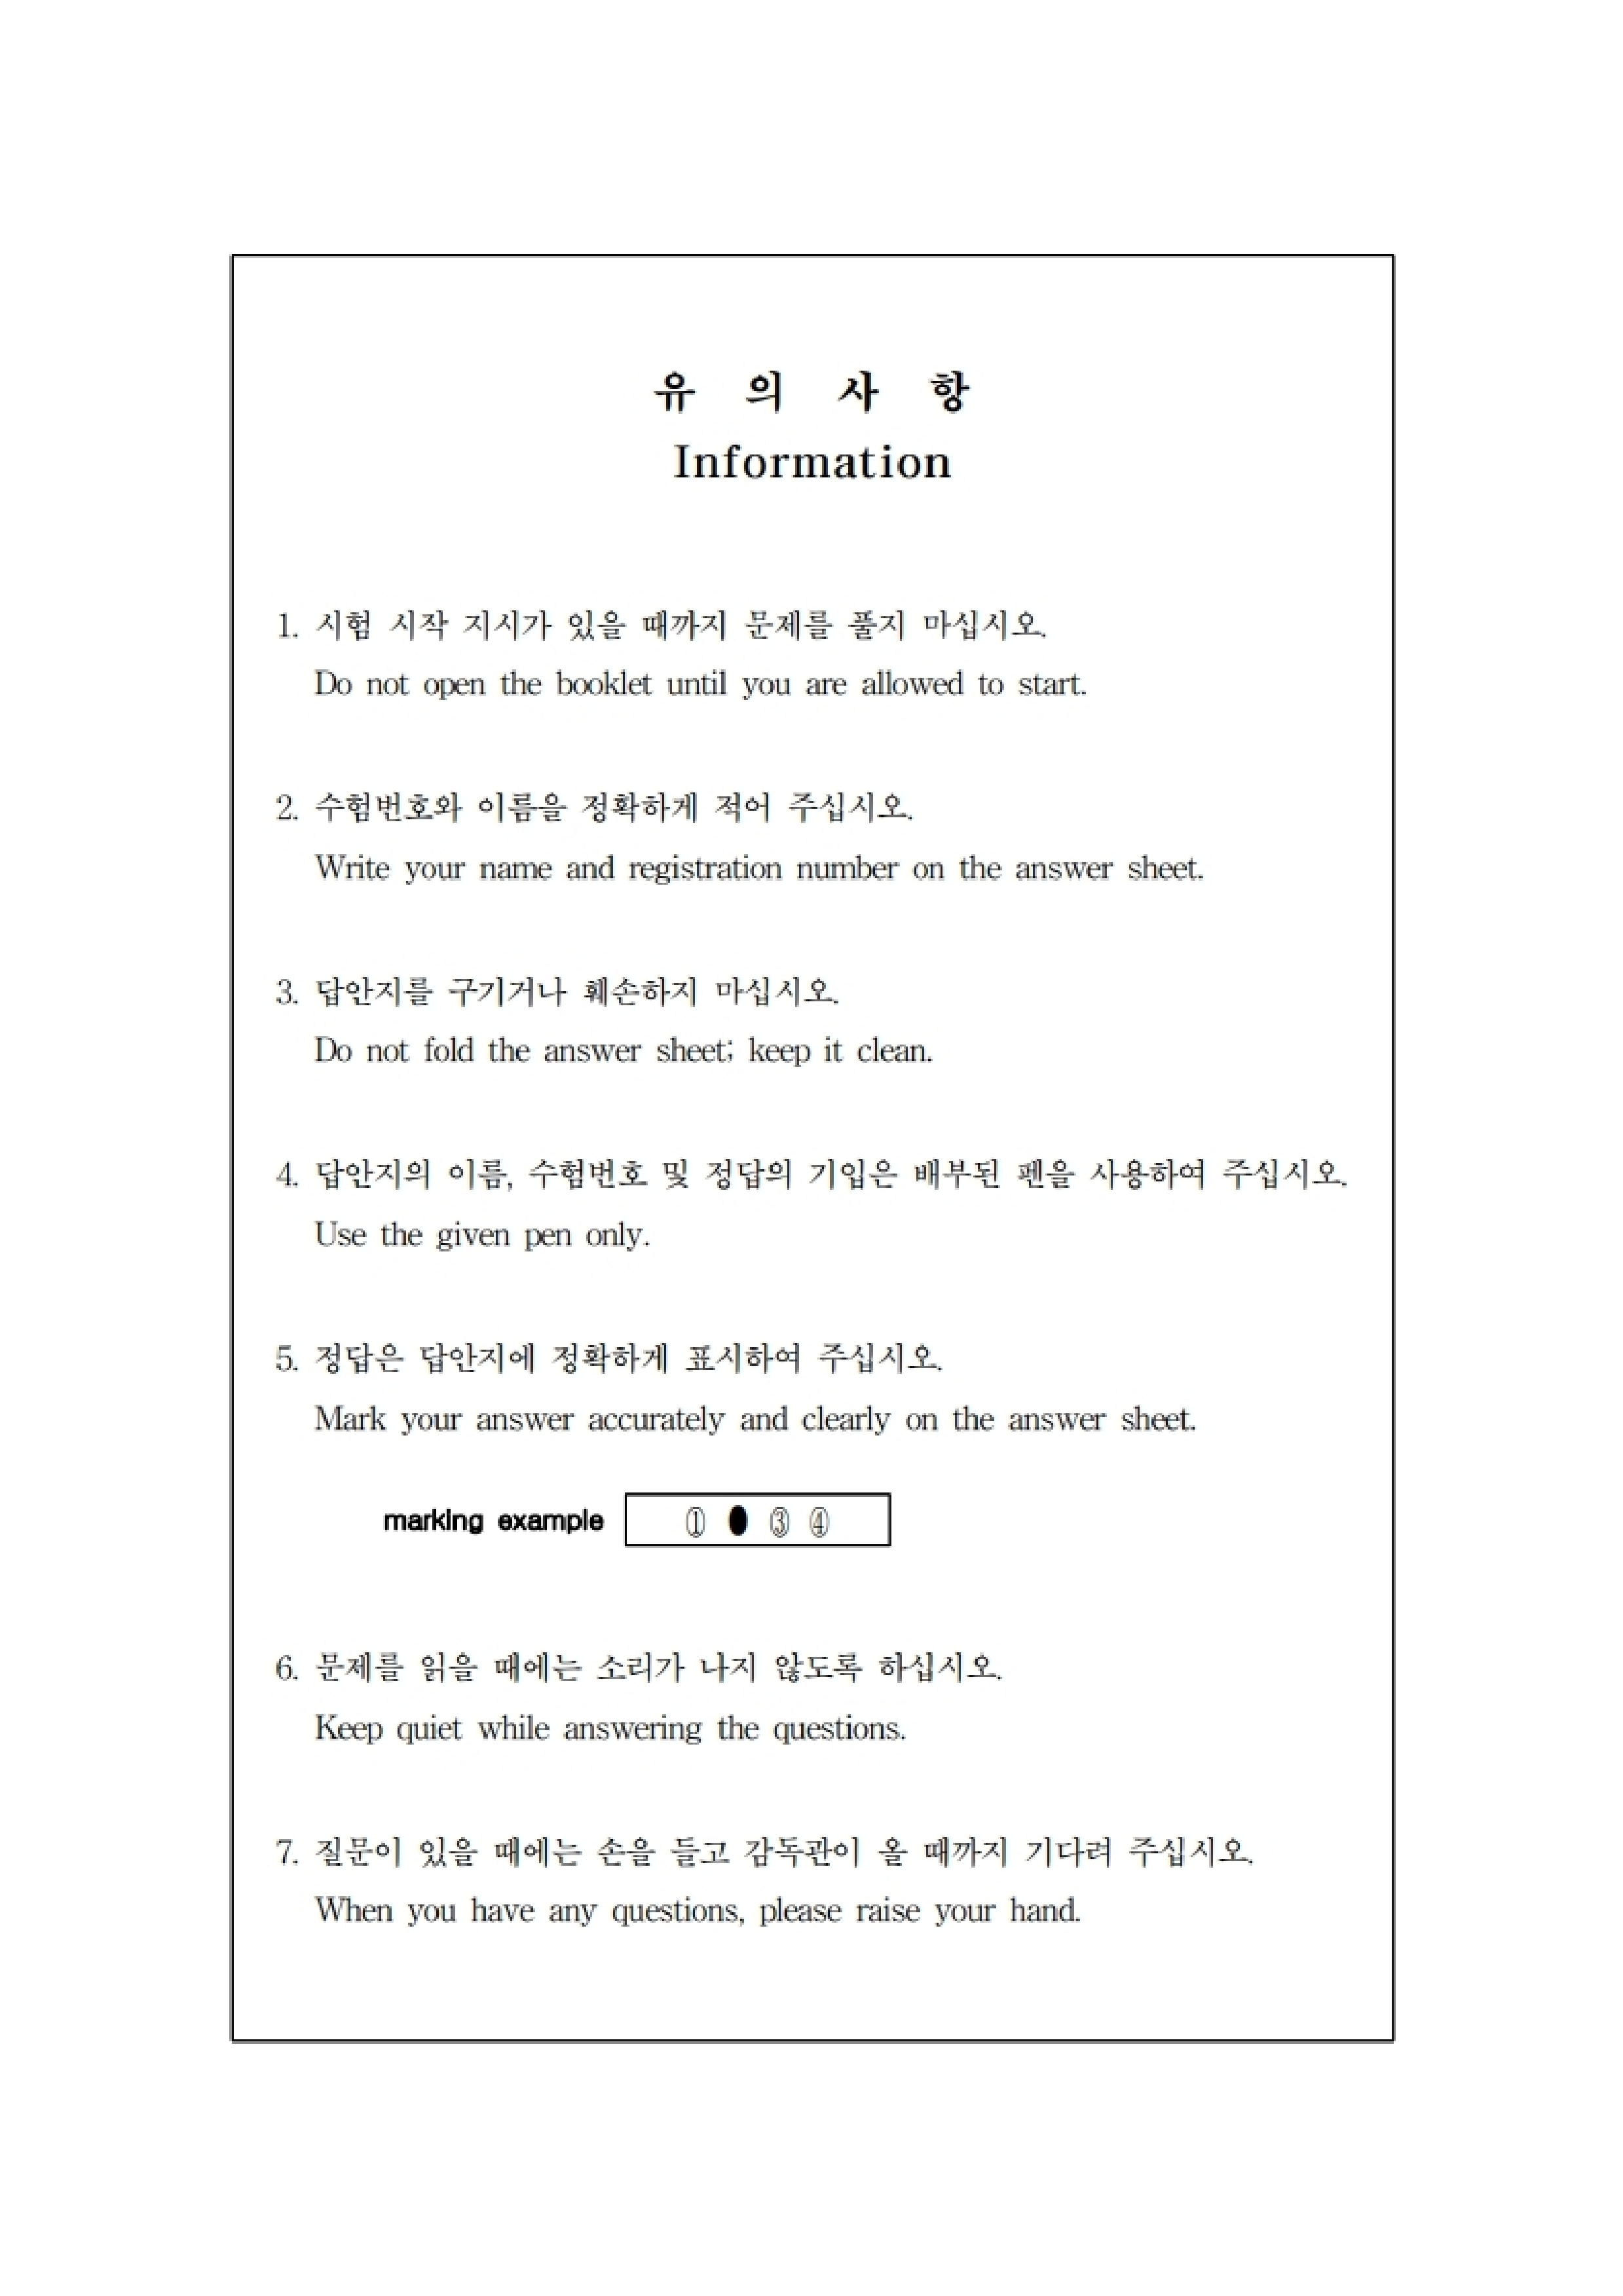 유 의 사 항
Information
1. 시험 시작 지시가 있을 때까지 문제를 풀지 마십시오.
Do not open the booklet until you are allowed to start.
2. 수험번호와 이름을 정확하게 적어 주십시오.
Write your name and registration number on the answer sheet.
3. 답안지를 구기거나 훼손하지 마십시오.
Do not fold the answer sheet; keep it clean.
4. 답안지의 이름, 수험번호 및 정답의 기입은 배부된 펜을 사용하여 주십시오.
Use the given pen only.
5. 정답은 답안지에 정확하게 표시하여 주십시오.
Mark your answer accurately and clearly on the answer sheet.
marking example ① ● ③ ④
6. 문제를 읽을 때에는 소리가 나지 않도록 하십시오.
Keep quiet while answering the questions.
7. 질문이 있을 때에는 손을 들고 감독관이 올 때까지 기다려 주십시오.
When you have any questions, please raise your hand.